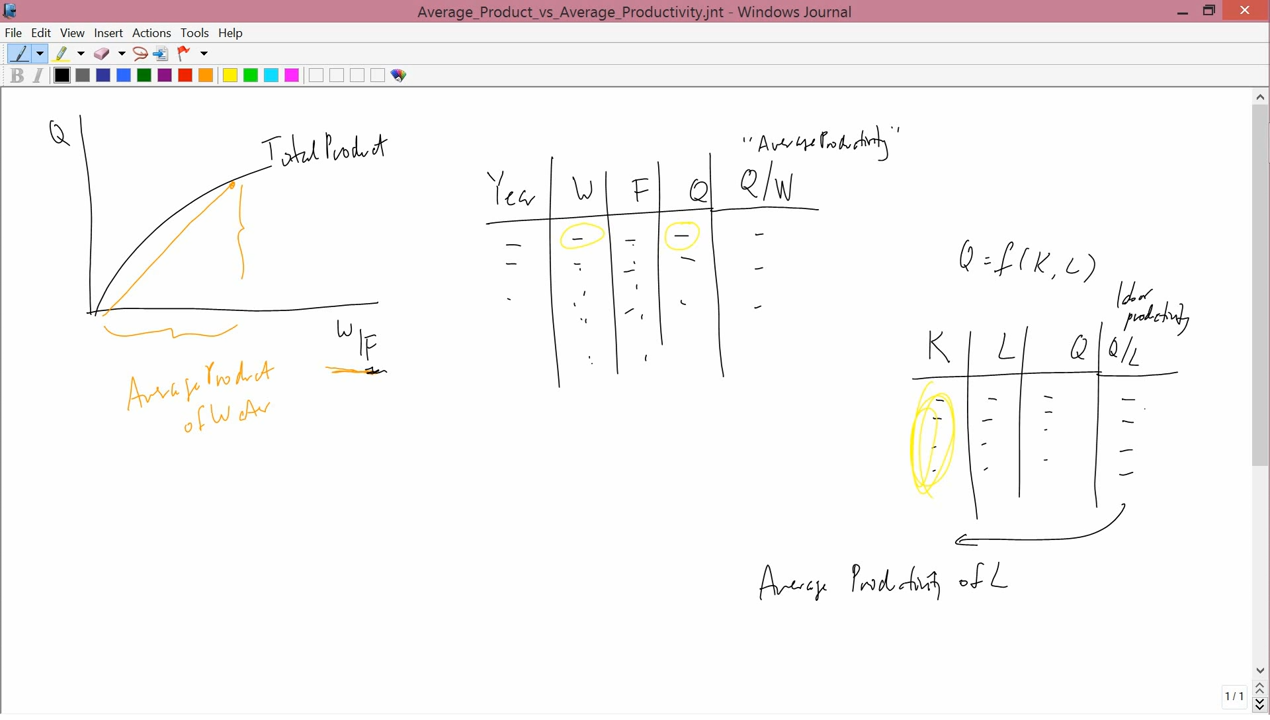 Average_Product_vs_Average_Productivity.jnt - Windows Journal
File Edit View Insert Actions Tools Help
B I
Q
Total Product
W/F
Average Product
of Water
"Average Productivity"
Year W F Q Q/W
Q = f(K, L)
labor
productivity
K L Q Q/L
Average Productivity of L
1 / 1